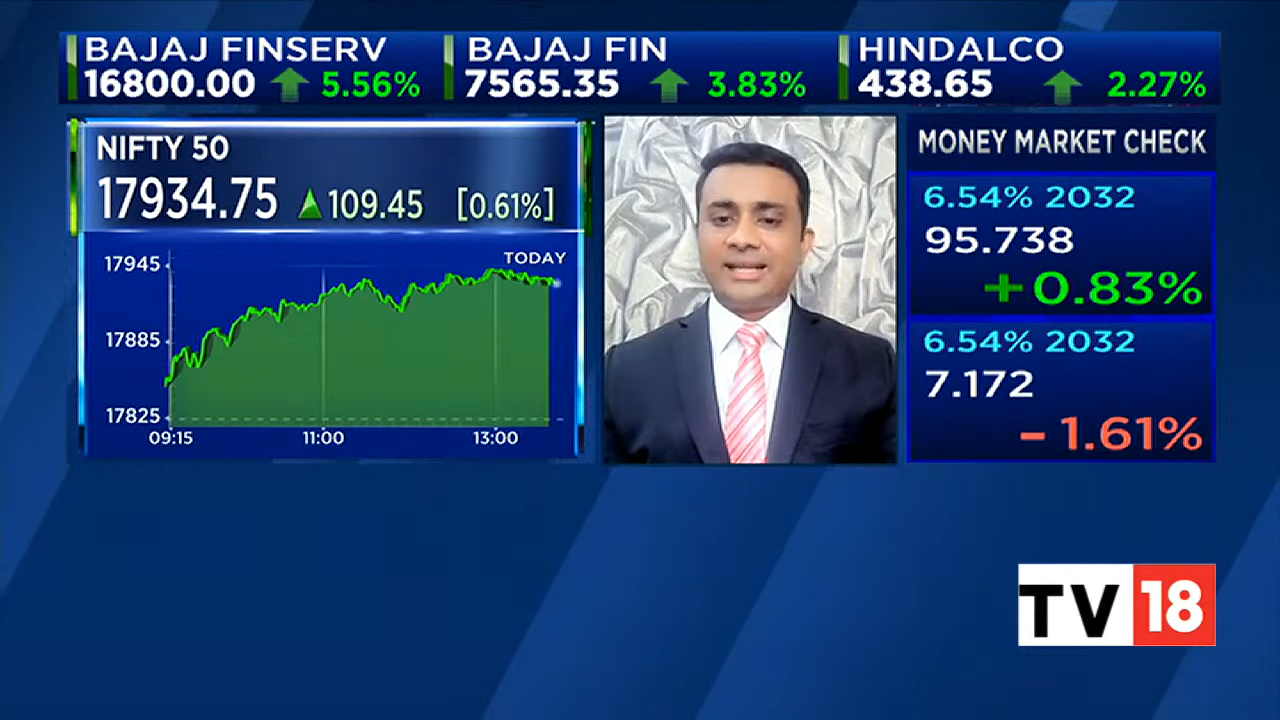 BAJAJ FINSERV
16800.00 5.56%
BAJAJ FIN
7565.35 3.83%
HINDALCO
438.65 2.27%
NIFTY 50
17934.75 109.45 [0.61%]
TODAY
17945
17885
17825
09:15 11:00 13:00
MONEY MARKET CHECK
6.54% 2032
95.738
+0.83%
6.54% 2032
7.172
-1.61%
TV18